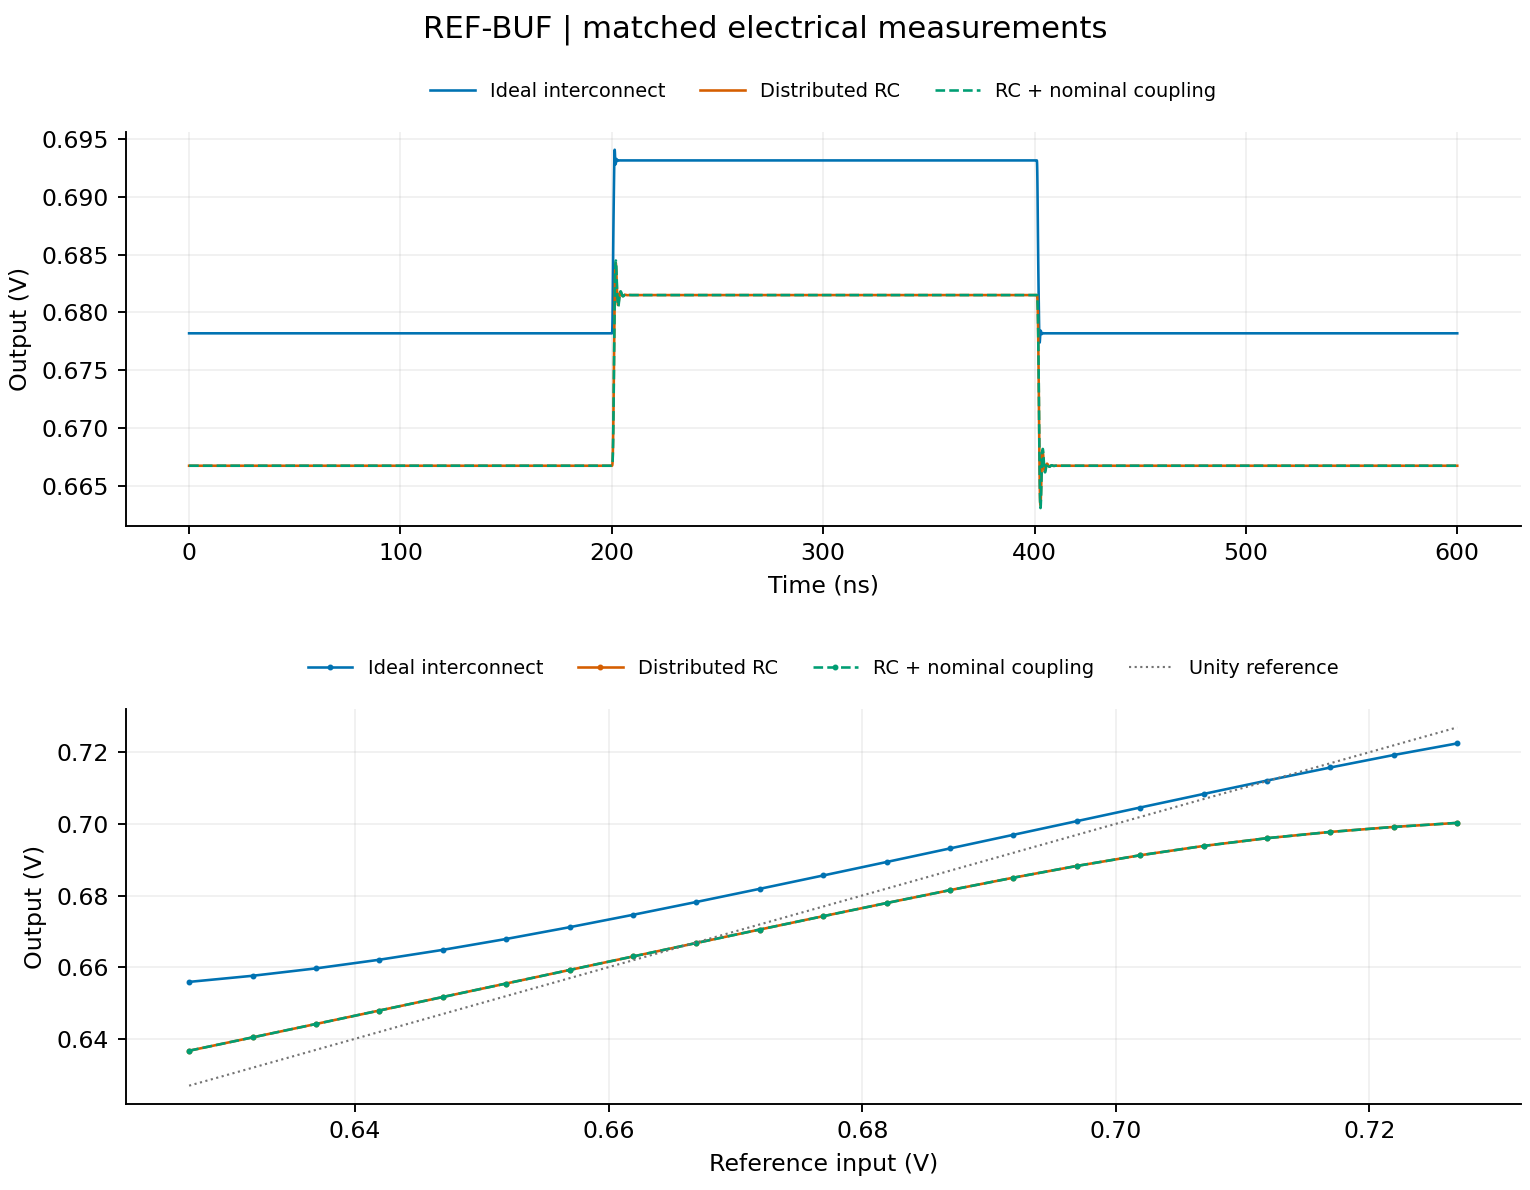 REF-BUF | matched electrical measurements
Ideal interconnect Distributed RC RC + nominal coupling
0.695
0.690
0.685
0.680
0.675
0.670
0.665
Output (V)
0 100 200 300 400 500 600
Time (ns)
Ideal interconnect Distributed RC RC + nominal coupling Unity reference
0.72
0.70
0.68
0.66
0.64
Output (V)
0.64 0.66 0.68 0.70 0.72
Reference input (V)